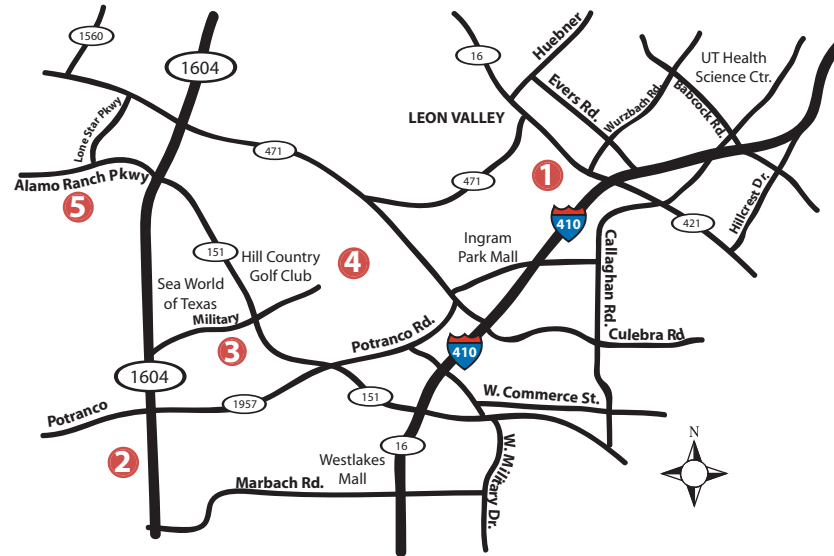 1560
1604
16
Huebner
UT Health
Science Ctr.
Evers Rd.
Wurzbach Rd.
Babcock Rd.
LEON VALLEY
Lone Star Pkwy
471
471
1
Alamo Ranch Pkwy
5
Hillcrest Dr.
421
410
Ingram
Park Mall
Callaghan Rd.
151
Hill Country
Golf Club
4
Sea World
of Texas
Military
3
Potranco Rd.
410
Culebra Rd
1604
Potranco
1957
151
W. Commerce St.
2
16
Westlakes
Mall
W. Military Dr.
Marbach Rd.
N